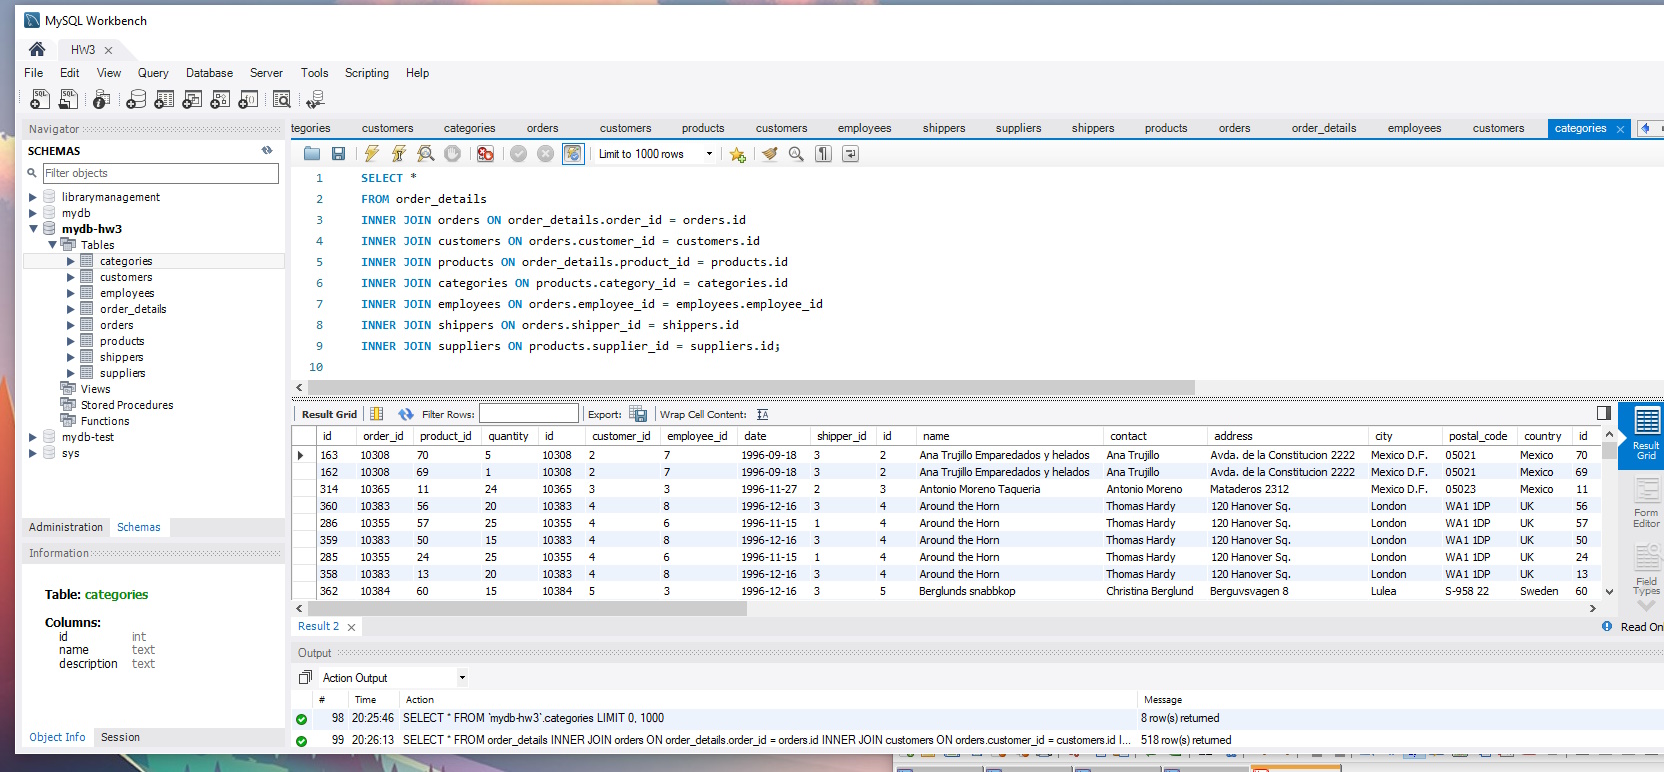 MySQL Workbench
HW3
File Edit View Query Database Server Tools Scripting Help
Navigator
SCHEMAS
Filter objects
librarymanagement
mydb
mydb-hw3
Tables
categories
customers
employees
order_details
orders
products
shippers
suppliers
Views
Stored Procedures
Functions
mydb-test
sys
Administration Schemas
Information
Table: categories
Columns:
id int
name text
description text
Object Info Session
tegories customers categories orders customers products customers employees shippers suppliers shippers products orders order_details employees customers categories
Limit to 1000 rows
1 SELECT *
2 FROM order_details
3 INNER JOIN orders ON order_details.order_id = orders.id
4 INNER JOIN customers ON orders.customer_id = customers.id
5 INNER JOIN products ON order_details.product_id = products.id
6 INNER JOIN categories ON products.category_id = categories.id
7 INNER JOIN employees ON orders.employee_id = employees.employee_id
8 INNER JOIN shippers ON orders.shipper_id = shippers.id
9 INNER JOIN suppliers ON products.supplier_id = suppliers.id;
10
Result Grid Filter Rows: Export: Wrap Cell Content:
id order_id product_id quantity id customer_id employee_id date shipper_id id name contact address city postal_code country id
163 10308 70 5 10308 2 7 1996-09-18 3 2 Ana Trujillo Emparedados y helados Ana Trujillo Avda. de la Constitucion 2222 Mexico D.F. 05021 Mexico 70
162 10308 69 1 10308 2 7 1996-09-18 3 2 Ana Trujillo Emparedados y helados Ana Trujillo Avda. de la Constitucion 2222 Mexico D.F. 05021 Mexico 69
314 10365 11 24 10365 3 3 1996-11-27 2 3 Antonio Moreno Taqueria Antonio Moreno Mataderos 2312 Mexico D.F. 05023 Mexico 11
360 10383 56 20 10383 4 8 1996-12-16 3 4 Around the Horn Thomas Hardy 120 Hanover Sq. London WA1 1DP UK 56
286 10355 57 25 10355 4 6 1996-11-15 1 4 Around the Horn Thomas Hardy 120 Hanover Sq. London WA1 1DP UK 57
359 10383 50 15 10383 4 8 1996-12-16 3 4 Around the Horn Thomas Hardy 120 Hanover Sq. London WA1 1DP UK 50
285 10355 24 25 10355 4 6 1996-11-15 1 4 Around the Horn Thomas Hardy 120 Hanover Sq. London WA1 1DP UK 24
358 10383 13 20 10383 4 8 1996-12-16 3 4 Around the Horn Thomas Hardy 120 Hanover Sq. London WA1 1DP UK 13
362 10384 60 15 10384 5 3 1996-12-16 3 5 Berglunds snabbkop Christina Berglund Berguvsvagen 8 Lulea S-958 22 Sweden 60
Result
Grid
Form
Editor
Field
Types
Result 2
Read On
Output
Action Output
# Time Action Message
98 20:25:46 SELECT * FROM `mydb-hw3`.categories LIMIT 0, 1000 8 row(s) returned
99 20:26:13 SELECT * FROM order_details INNER JOIN orders ON order_details.order_id = orders.id INNER JOIN customers ON orders.customer_id = customers.id I... 518 row(s) returned